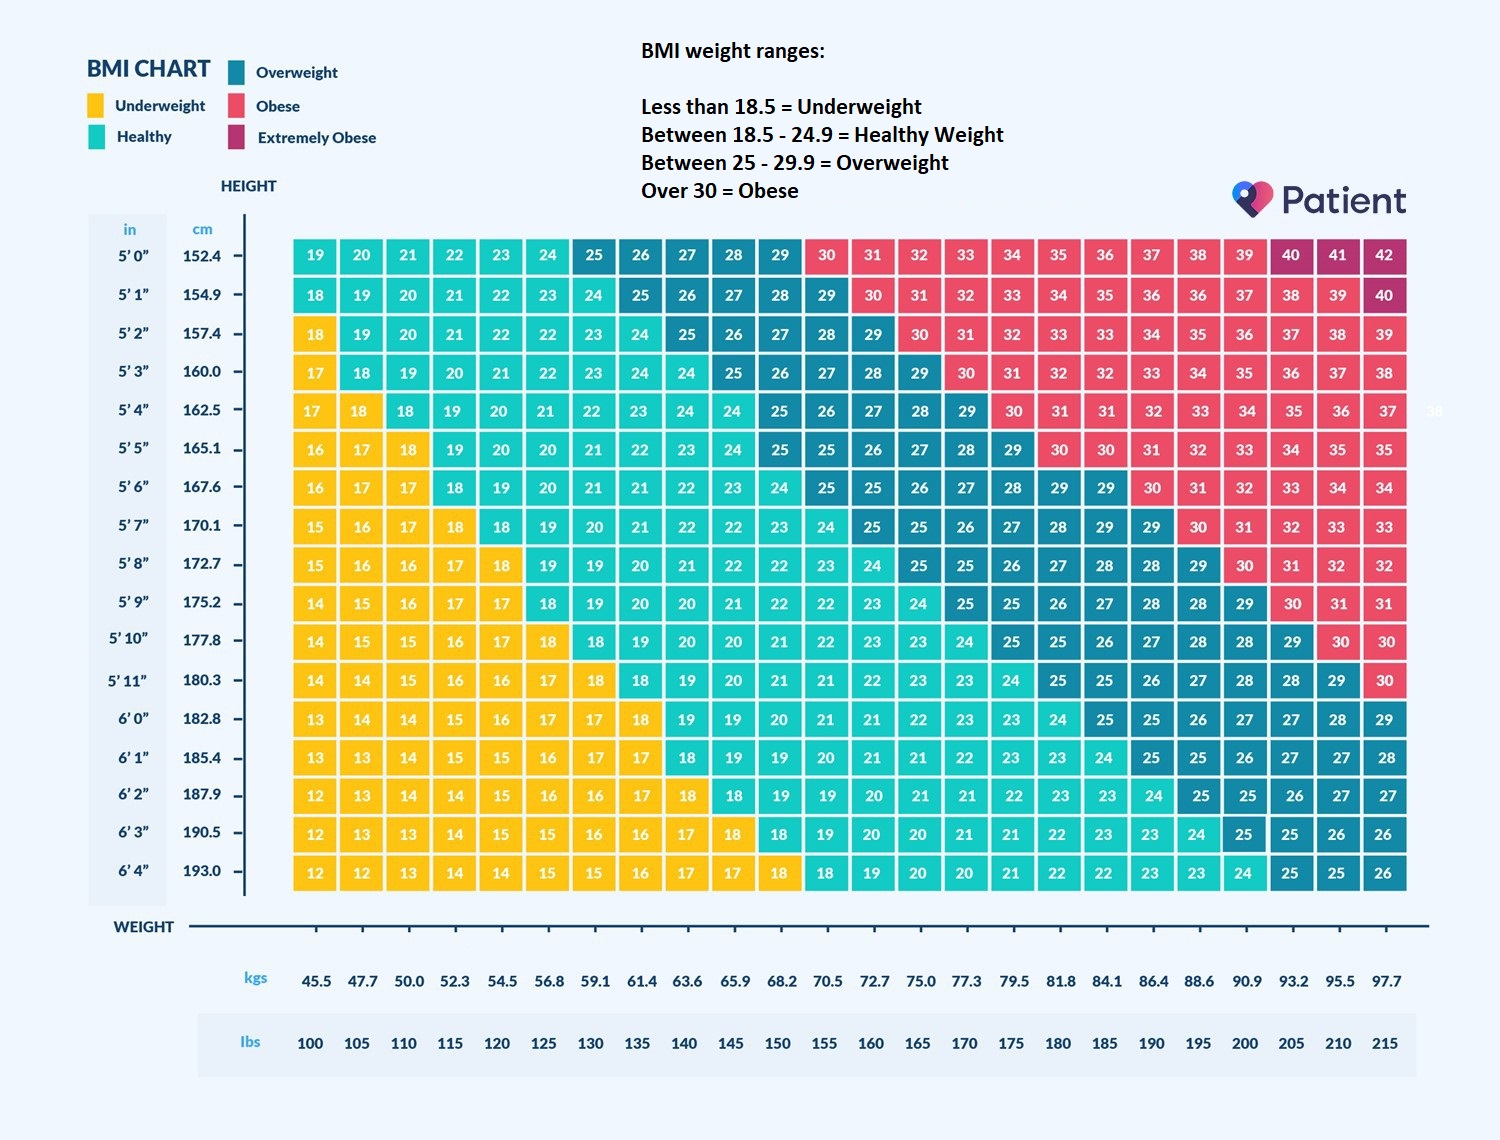 BMI CHART
Underweight
Healthy
Overweight
Obese
Extremely Obese
BMI weight ranges:
Less than 18.5 = Underweight
Between 18.5 - 24.9 = Healthy Weight
Between 25 - 29.9 = Overweight
Over 30 = Obese
Patient
HEIGHT
in cm
5' 0" 152.4 19 20 21 22 23 24 25 26 27 28 29 30 31 32 33 34 35 36 37 38 39 40 41 42
5' 1" 154.9 18 19 20 21 22 23 24 25 26 27 28 29 30 31 32 33 34 35 36 36 37 38 39 40
5' 2" 157.4 18 19 20 21 22 22 23 24 25 26 27 28 29 30 31 32 33 33 34 35 36 37 38 39
5' 3" 160.0 17 18 19 20 21 22 23 24 24 25 26 27 28 29 30 31 32 32 33 34 35 36 37 38
5' 4" 162.5 17 18 18 19 20 21 22 23 24 24 25 26 27 28 29 30 31 31 32 33 34 35 36 37 38
5' 5" 165.1 16 17 18 19 20 20 21 22 23 24 25 25 26 27 28 29 30 30 31 32 33 34 35 35
5' 6" 167.6 16 17 17 18 19 20 21 21 22 23 24 25 25 26 27 28 29 29 30 31 32 33 34 34
5' 7" 170.1 15 16 17 18 18 19 20 21 22 22 23 24 25 25 26 27 28 29 29 30 31 32 33 33
5' 8" 172.7 15 16 16 17 18 19 19 20 21 22 22 23 24 25 25 26 27 28 28 29 30 31 32 32
5' 9" 175.2 14 15 16 17 17 18 19 20 20 21 22 22 23 24 25 25 26 27 28 28 29 30 31 31
5' 10" 177.8 14 15 15 16 17 18 18 19 20 20 21 22 23 23 24 25 25 26 27 28 28 29 30 30
5' 11" 180.3 14 14 15 16 16 17 18 18 19 20 21 21 22 23 23 24 25 25 26 27 28 28 29 30
6' 0" 182.8 13 14 14 15 16 17 17 18 19 19 20 21 21 22 23 23 24 25 25 26 27 27 28 29
6' 1" 185.4 13 13 14 15 15 16 17 17 18 19 19 20 21 21 22 23 23 24 25 25 26 27 27 28
6' 2" 187.9 12 13 14 14 15 16 16 17 18 18 19 19 20 21 21 22 23 23 24 25 25 26 27 27
6' 3" 190.5 12 13 13 14 15 15 16 16 17 18 18 19 20 20 21 21 22 23 23 24 25 25 26 26
6' 4" 193.0 12 12 13 14 14 15 15 16 17 17 18 18 19 20 20 21 22 22 23 23 24 25 25 26
WEIGHT
kgs 45.5 47.7 50.0 52.3 54.5 56.8 59.1 61.4 63.6 65.9 68.2 70.5 72.7 75.0 77.3 79.5 81.8 84.1 86.4 88.6 90.9 93.2 95.5 97.7
lbs 100 105 110 115 120 125 130 135 140 145 150 155 160 165 170 175 180 185 190 195 200 205 210 215